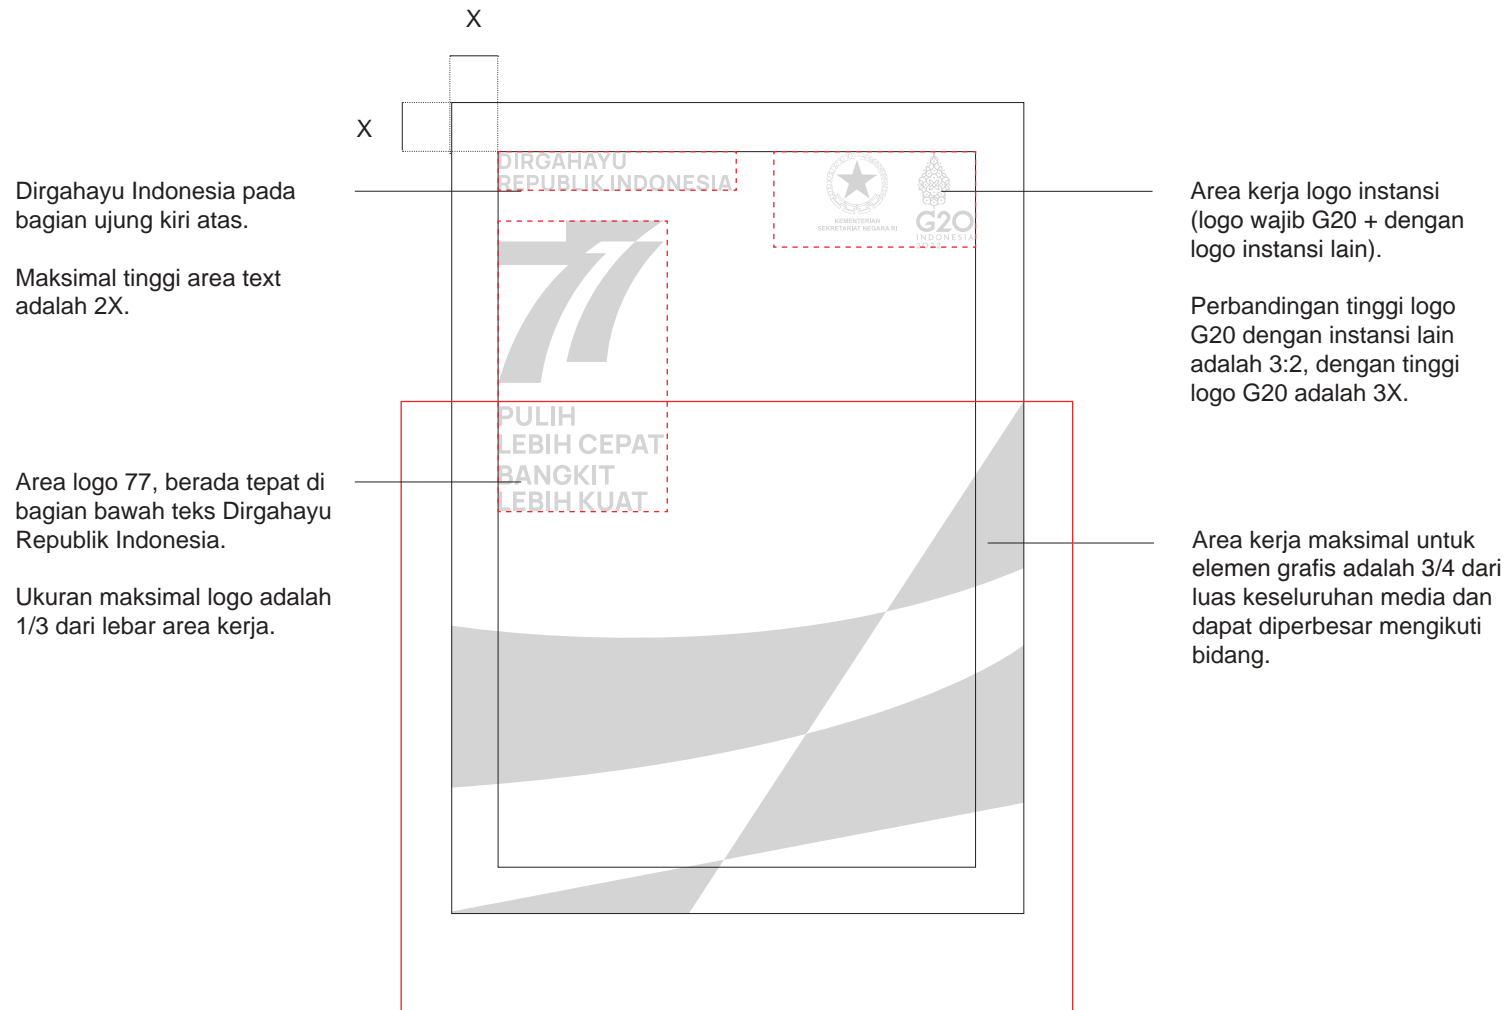 X
X
Dirgahayu Indonesia pada
bagian ujung kiri atas.
Maksimal tinggi area text
adalah 2X.
Area logo 77, berada tepat di
bagian bawah teks Dirgahayu
Republik Indonesia.
Ukuran maksimal logo adalah
1/3 dari lebar area kerja.
DIRGAHAYU
REPUBLIK INDONESIA
77
PULIH
LEBIH CEPAT
BANGKIT
LEBIH KUAT
KEMENTERIAN
SEKRETARIAT NEGARA RI
G20
INDONESIA
2022
Area kerja logo instansi
(logo wajib G20 + dengan
logo instansi lain).
Perbandingan tinggi logo
G20 dengan instansi lain
adalah 3:2, dengan tinggi
logo G20 adalah 3X.
Area kerja maksimal untuk
elemen grafis adalah 3/4 dari
luas keseluruhan media dan
dapat diperbesar mengikuti
bidang.